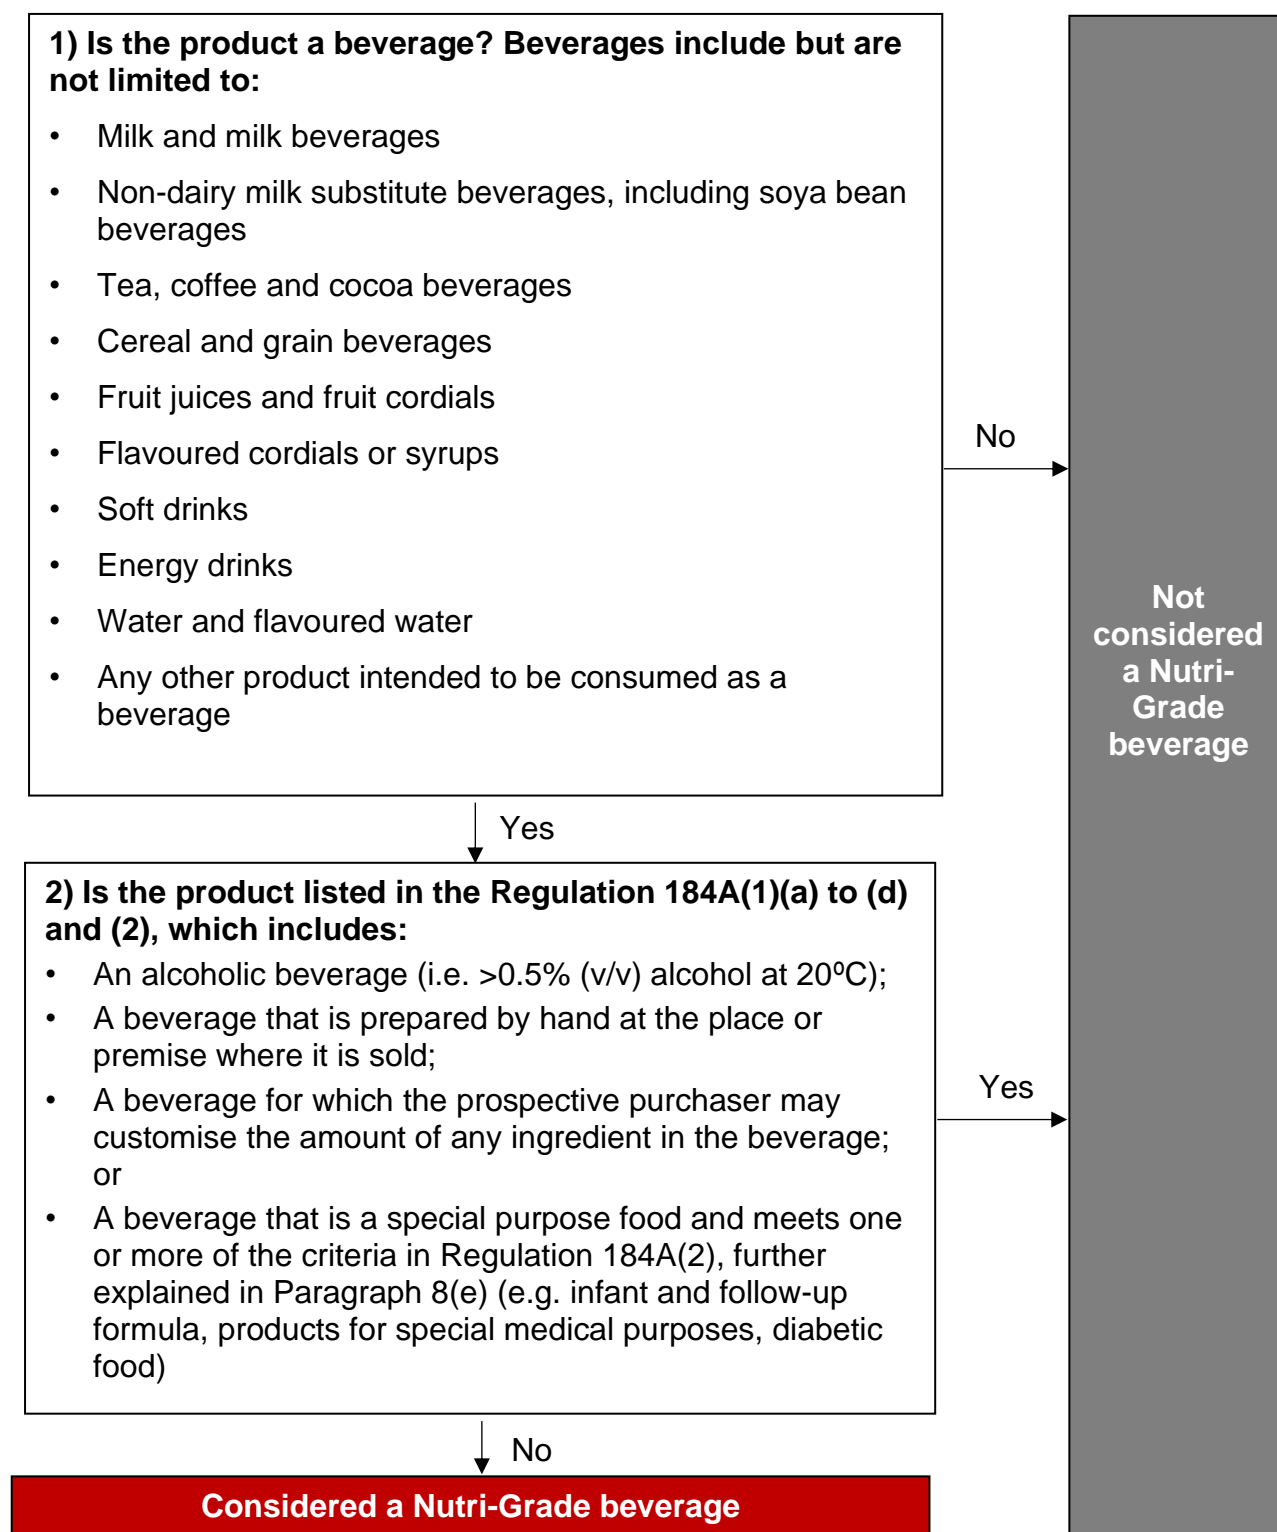 1) Is the product a beverage? Beverages include but are
not limited to:
• Milk and milk beverages
• Non-dairy milk substitute beverages, including soya bean
beverages
• Tea, coffee and cocoa beverages
• Cereal and grain beverages
• Fruit juices and fruit cordials
• Flavoured cordials or syrups
• Soft drinks
• Energy drinks
• Water and flavoured water
• Any other product intended to be consumed as a
beverage
No
Not
considered
a Nutri-
Grade
beverage
Yes
2) Is the product listed in the Regulation 184A(1)(a) to (d)
and (2), which includes:
• An alcoholic beverage (i.e. >0.5% (v/v) alcohol at 20ºC);
• A beverage that is prepared by hand at the place or
premise where it is sold;
• A beverage for which the prospective purchaser may
customise the amount of any ingredient in the beverage;
or
• A beverage that is a special purpose food and meets one
or more of the criteria in Regulation 184A(2), further
explained in Paragraph 8(e) (e.g. infant and follow-up
formula, products for special medical purposes, diabetic
food)
Yes
No
Considered a Nutri-Grade beverage